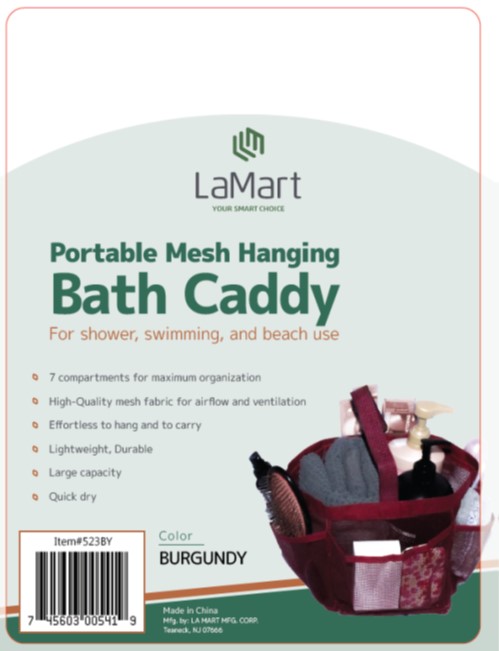 LaMart
YOUR SMART CHOICE
Portable Mesh Hanging
Bath Caddy
For shower, swimming, and beach use
7 compartments for maximum organization
High-Quality mesh fabric for airflow and ventilation
Effortless to hang and to carry
Lightweight, Durable
Large capacity
Quick dry
Item#523BY
7 45603 00541 9
Color
BURGUNDY
Made in China
Mfg. by: LA MART MFG. CORP.
Teaneck, NJ 07666